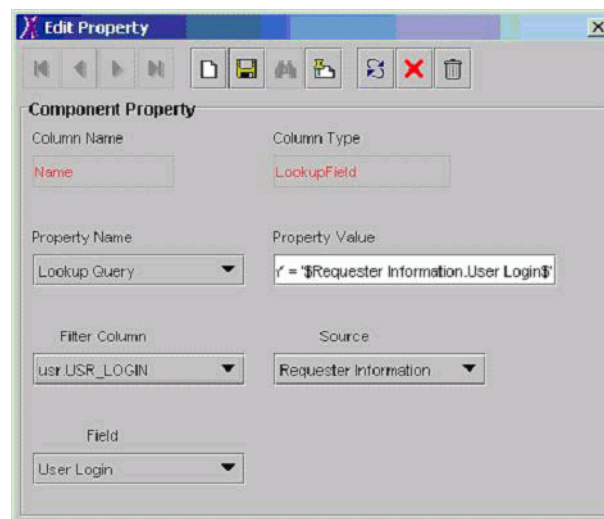 Edit Property
Component Property
Column Name
Column Type
Name
LookupField
Property Name
Property Value
Lookup Query
' = '$Requester Information.User Login$'
Filter Column
Source
usr.USR_LOGIN
Requester Information
Field
User Login